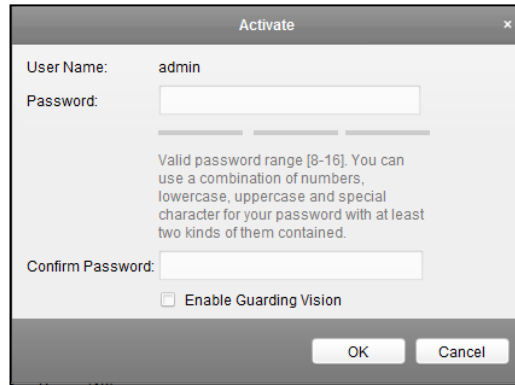 Activate ×
User Name: admin
Password:
Valid password range [8-16]. You can
use a combination of numbers,
lowercase, uppercase and special
character for your password with at least
two kinds of them contained.
Confirm Password:
Enable Guarding Vision
OK Cancel